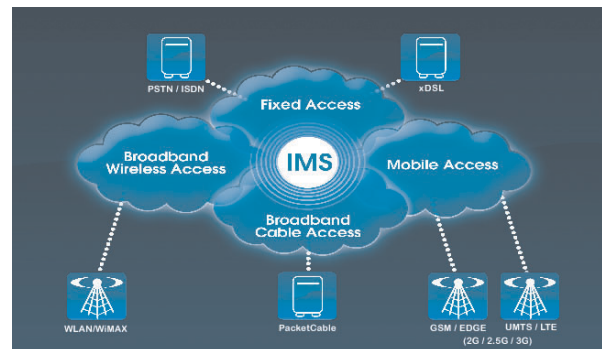 PSTN / ISDN
xDSL
Fixed Access
Broadband
Wireless Access
IMS
Mobile Access
Broadband
Cable Access
WLAN/WiMAX
PacketCable
GSM / EDGE
UMTS / LTE
(2G / 2.5G / 3G)